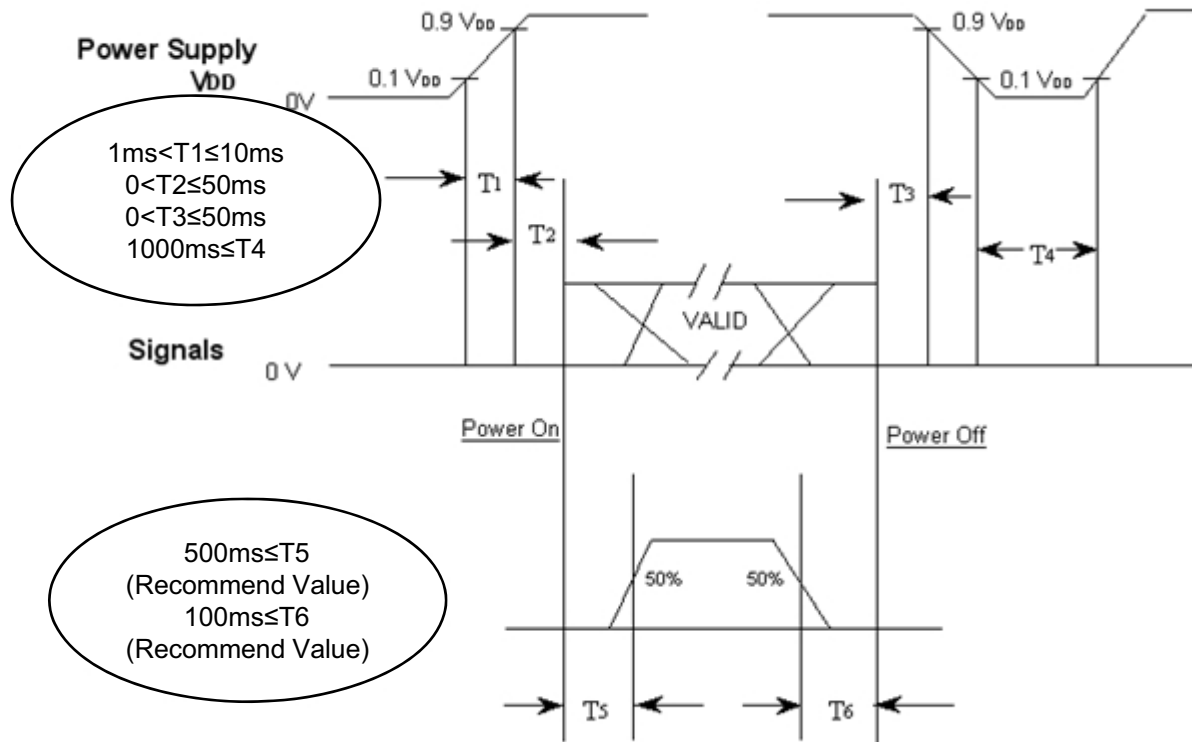 0.9 VDD
0.9 VDD
Power Supply
VDD
0.1 VDD
0.1 VDD
0V
1ms<T1≤10ms
0<T2≤50ms
0<T3≤50ms
1000ms≤T4
T1
T3
T2
T4
VALID
Signals
0 V
Power On
Power Off
500ms≤T5
(Recommend Value)
100ms≤T6
(Recommend Value)
50%
50%
T5
T6